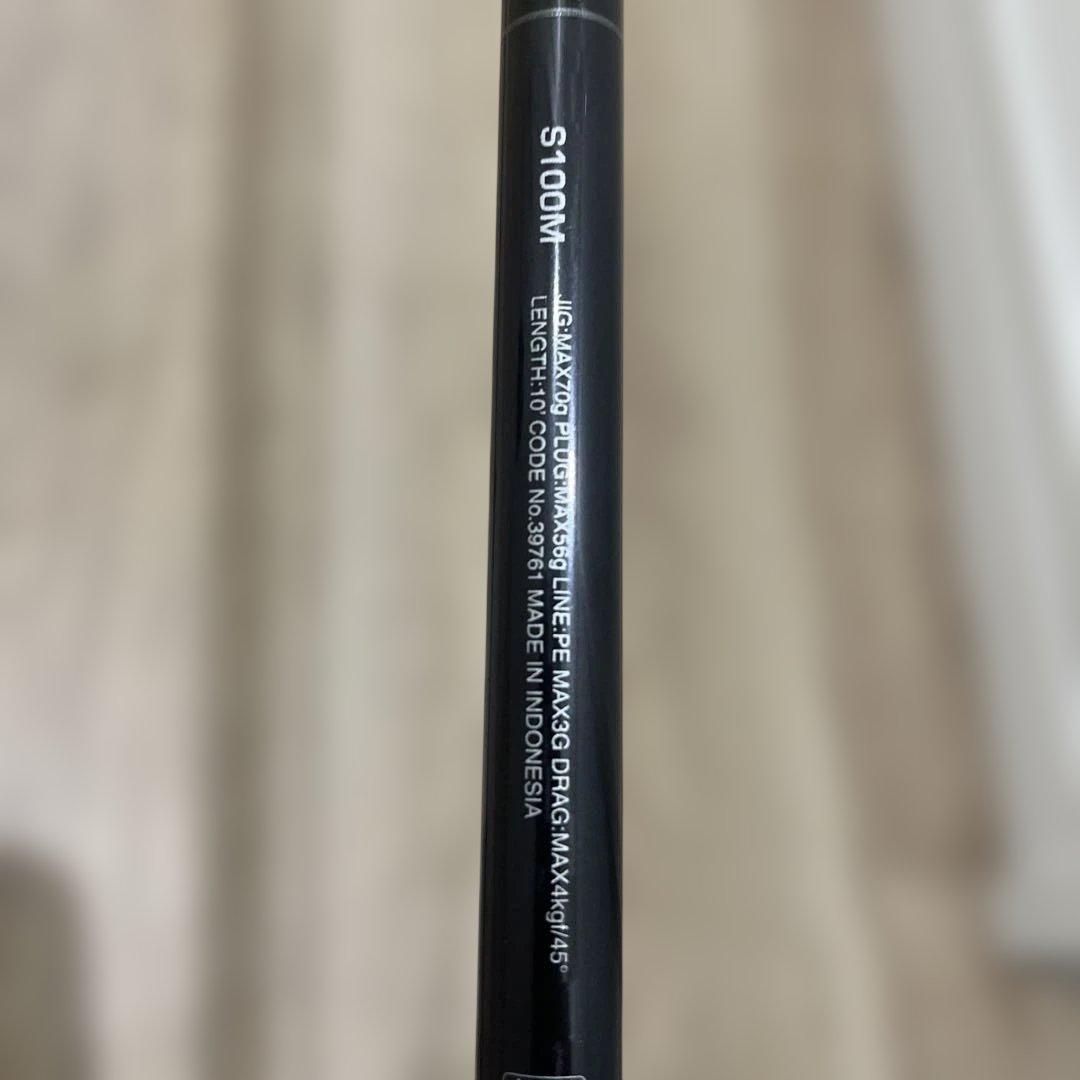 S100M
JIG:MAX70g PLUG:MAX56g LINE:PE MAX3G DRAG:MAX4kgf/45°
LENGTH:10' CODE No.39761 MADE IN INDONESIA